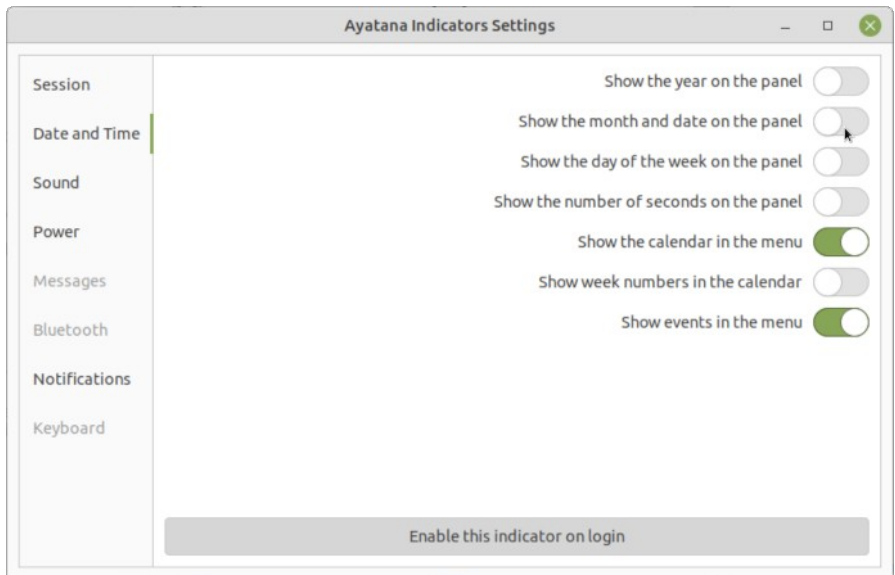 Ayatana Indicators Settings
Session
Date and Time
Sound
Power
Messages
Bluetooth
Notifications
Keyboard
Show the year on the panel
Show the month and date on the panel
Show the day of the week on the panel
Show the number of seconds on the panel
Show the calendar in the menu
Show week numbers in the calendar
Show events in the menu
Enable this indicator on login